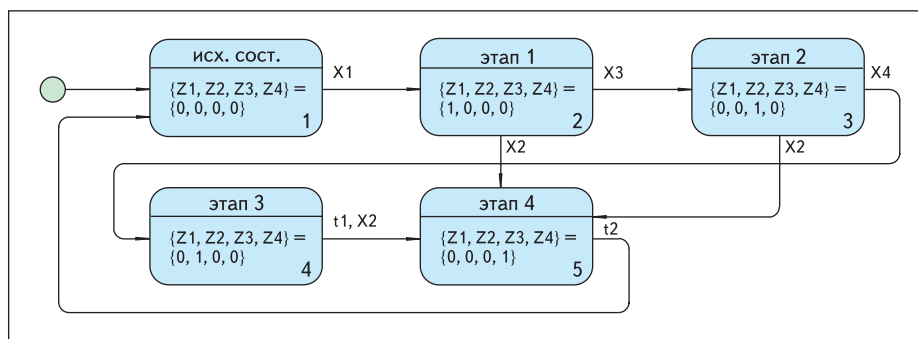 исх. сост.
{Z1, Z2, Z3, Z4} =
{0, 0, 0, 0}
1
X1
этап 1
{Z1, Z2, Z3, Z4} =
{1, 0, 0, 0}
2
X3
этап 2
{Z1, Z2, Z3, Z4} =
{0, 0, 1, 0}
3
X4
X2
X2
этап 3
{Z1, Z2, Z3, Z4} =
{0, 1, 0, 0}
4
t1, X2
этап 4
{Z1, Z2, Z3, Z4} =
{0, 0, 0, 1}
5
t2